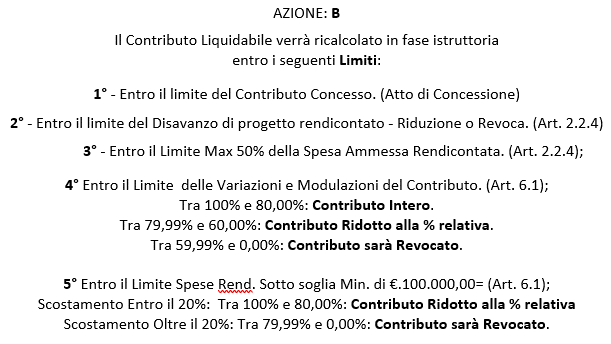 AZIONE: B
Il Contributo Liquidabile verrà ricalcolato in fase istruttoria
entro i seguenti Limiti:
1° - Entro il limite del Contributo Concesso. (Atto di Concessione)
2° - Entro il limite del Disavanzo di progetto rendicontato - Riduzione o Revoca. (Art. 2.2.4)
3° - Entro il Limite Max 50% della Spesa Ammessa Rendicontata. (Art. 2.2.4);
4° Entro il Limite  delle Variazioni e Modulazioni del Contributo. (Art. 6.1);
Tra 100% e 80,00%: Contributo Intero.
Tra 79,99% e 60,00%: Contributo Ridotto alla % relativa.
Tra 59,99% e 0,00%: Contributo sarà Revocato.
5° Entro il Limite Spese Rend. Sotto soglia Min. di €.100.000,00= (Art. 6.1);
Scostamento Entro il 20%:  Tra 100% e 80,00%: Contributo Ridotto alla % relativa
Scostamento Oltre il 20%: Tra 79,99% e 0,00%: Contributo sarà Revocato.